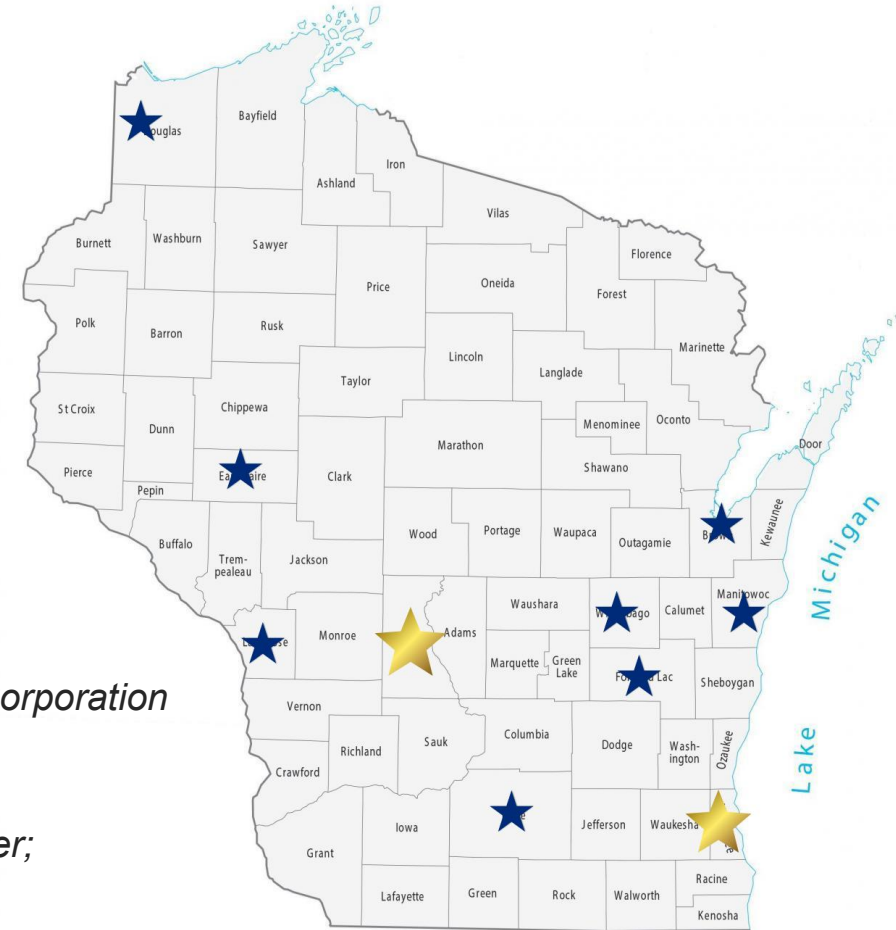 Bayfield
Iron
Ashland
Vilas
Burnett
Washburn
Sawyer
Florence
Price
Oneida
Forest
Polk
Barron
Rusk
Lincoln
Marinette
Taylor
Langlade
St Croix
Chippewa
Dunn
Menominee
Oconto
Marathon
Door
Pierce
Clark
Shawano
Pepin
Wood
Portage
Waupaca
Outagamie
Kewaunee
Buffalo
Trem-
pealeau
Jackson
Michigan
Waushara
Calumet
Monroe
Adams
Marquette
Green
Lake
Sheboygan
Vernon
Columbia
Dodge
Wash-
ington
Ozaukee
Lake
Richland
Sauk
Crawford
Iowa
Jefferson
Waukesha
Grant
Racine
Lafayette
Green
Rock
Walworth
Kenosha